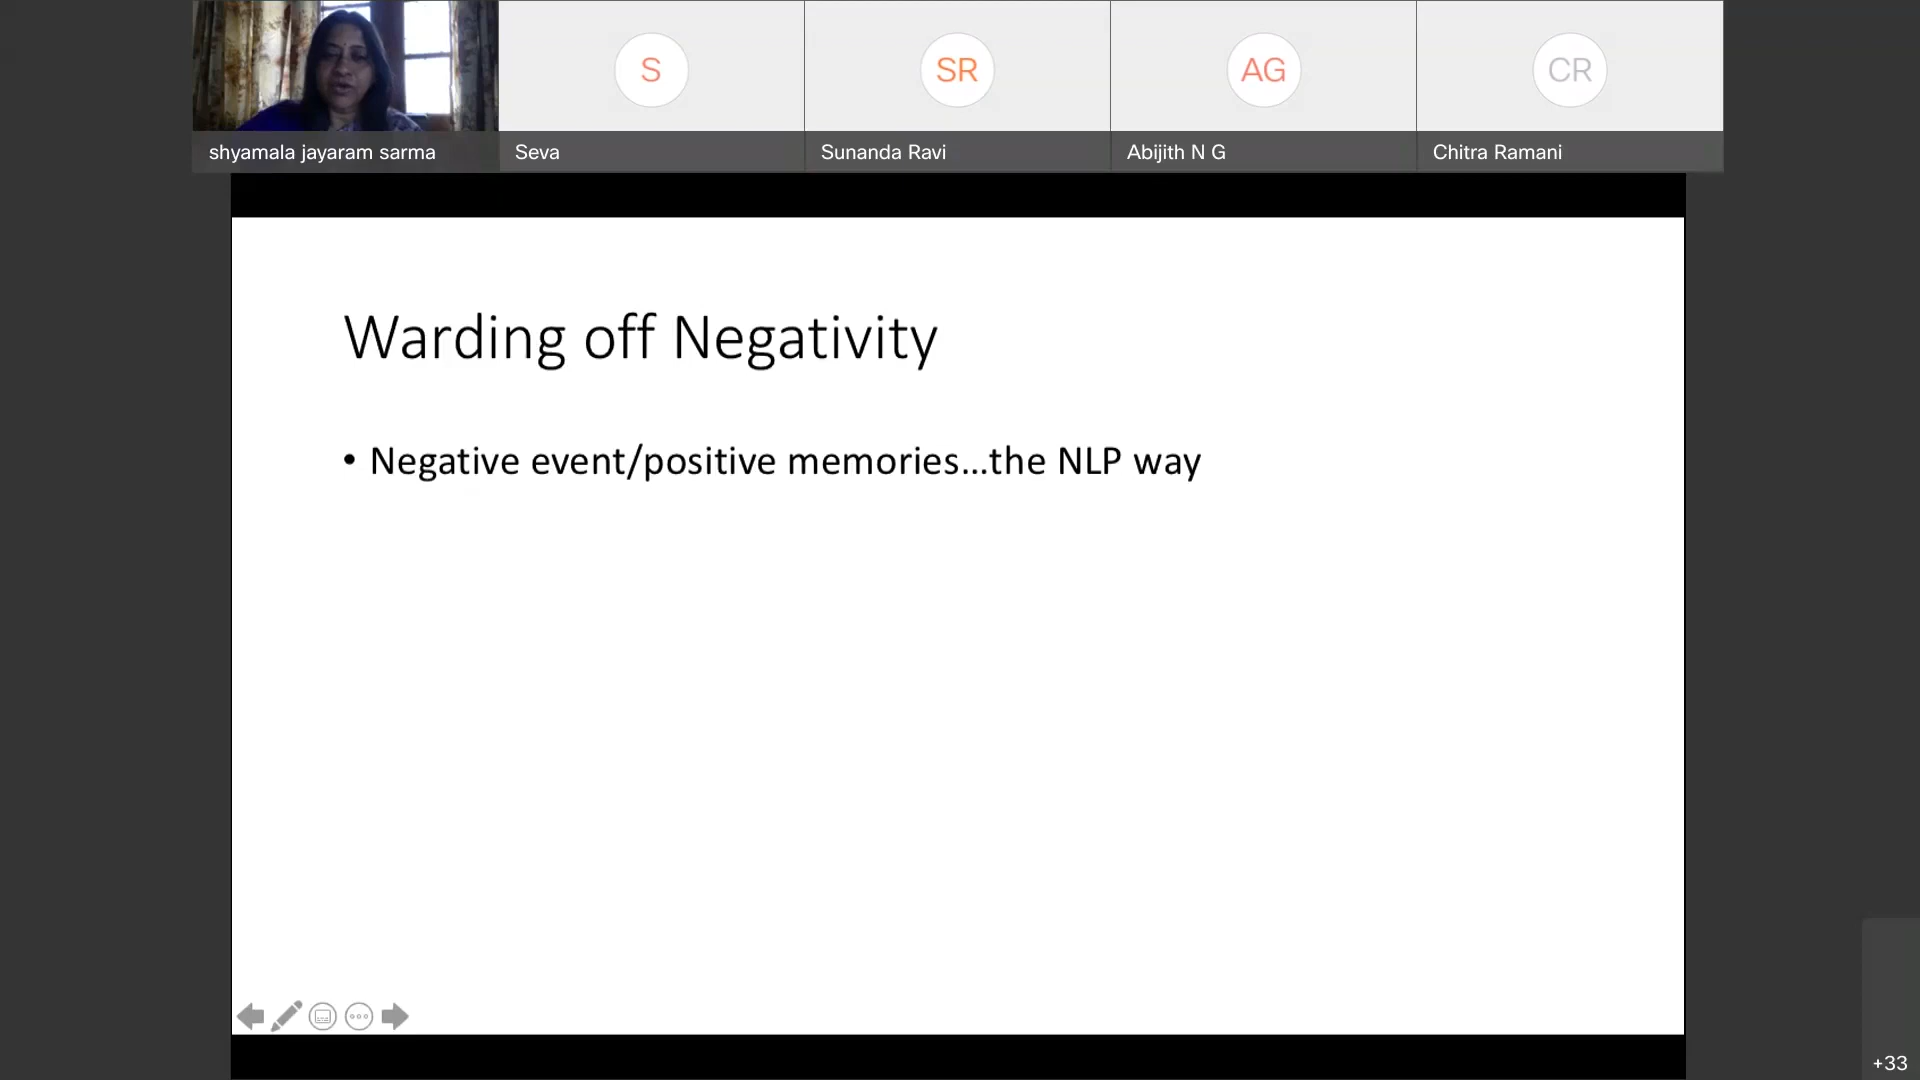 S
SR
AG
CR
shyamala jayaram sarma
Seva
Sunanda Ravi
Abijith N G
Chitra Ramani
Warding off Negativity
• Negative event/positive memories...the NLP way
+33